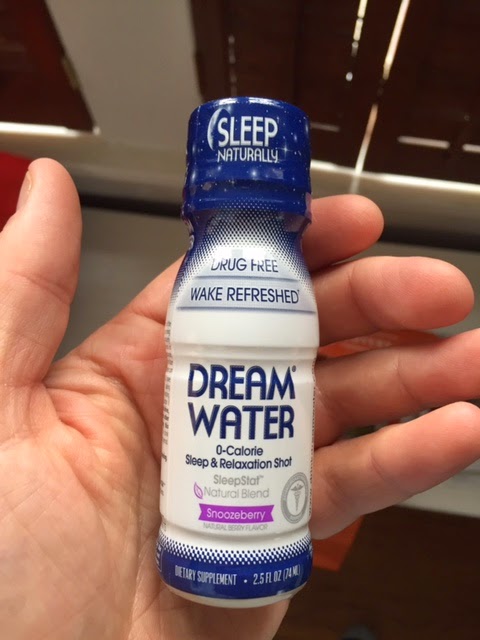 SLEEP
NATURALLY
DRUG FREE
WAKE REFRESHED*
DREAM®
WATER
0-Calorie
Sleep & Relaxation Shot
SleepStat™
Natural Blend
Snoozeberry
NATURAL BERRY FLAVOR
DIETARY SUPPLEMENT • 2.5 FL OZ (74 mL)